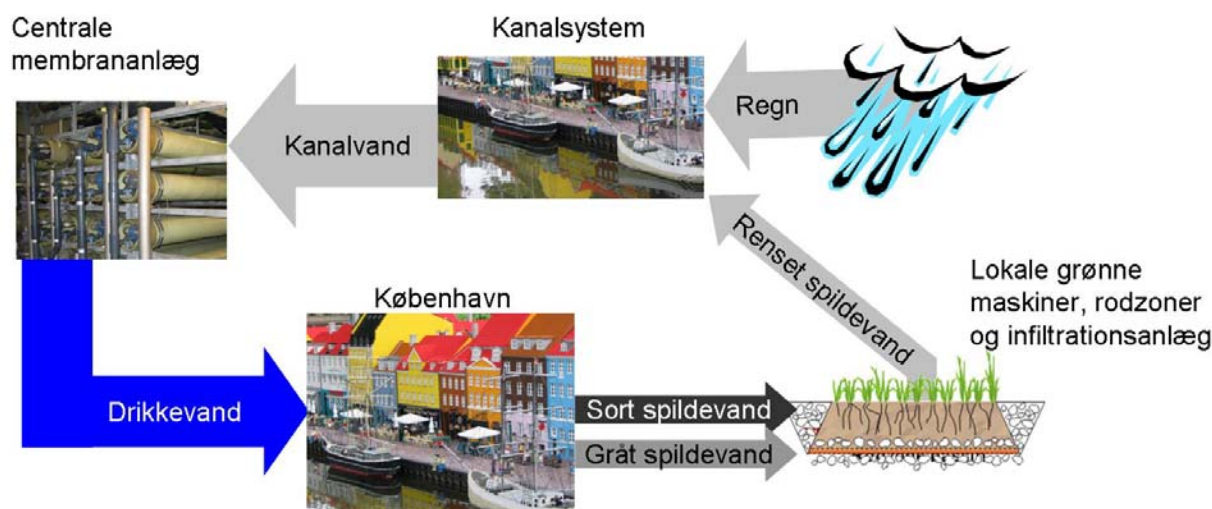 Centrale
membrananlæg
Kanalsystem
Regn
Kanalvand
Renset spildevand
Lokale grønne
maskiner, rodzoner
og infiltrationsanlæg
København
Drikkevand
Sort spildevand
Gråt spildevand